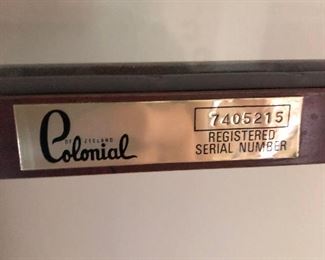 Colonial
OF ZEELAND
7405215
REGISTERED
SERIAL NUMBER